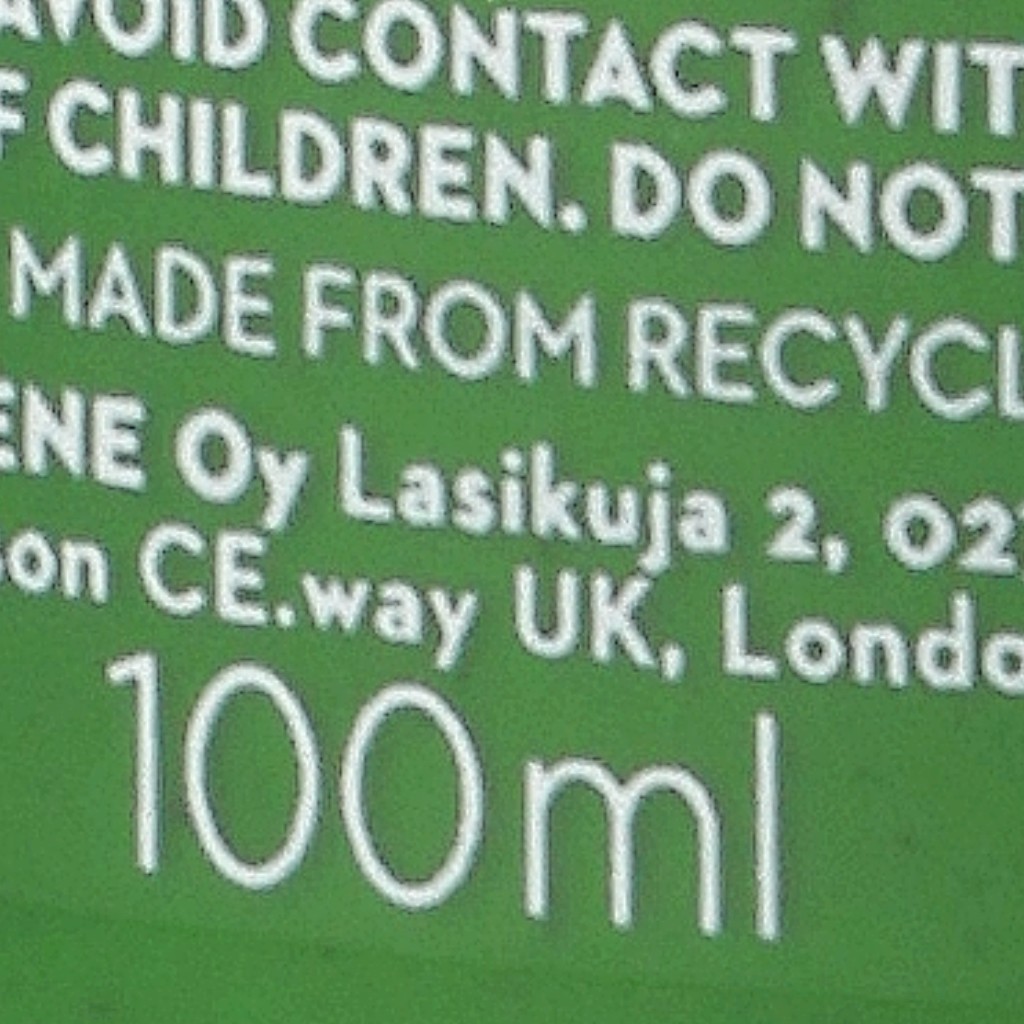 AVOID CONTACT WIT
F CHILDREN. DO NOT
MADE FROM RECYCL
ENE Oy Lasikuja 2, 02
son CE.way UK, Londo
100ml